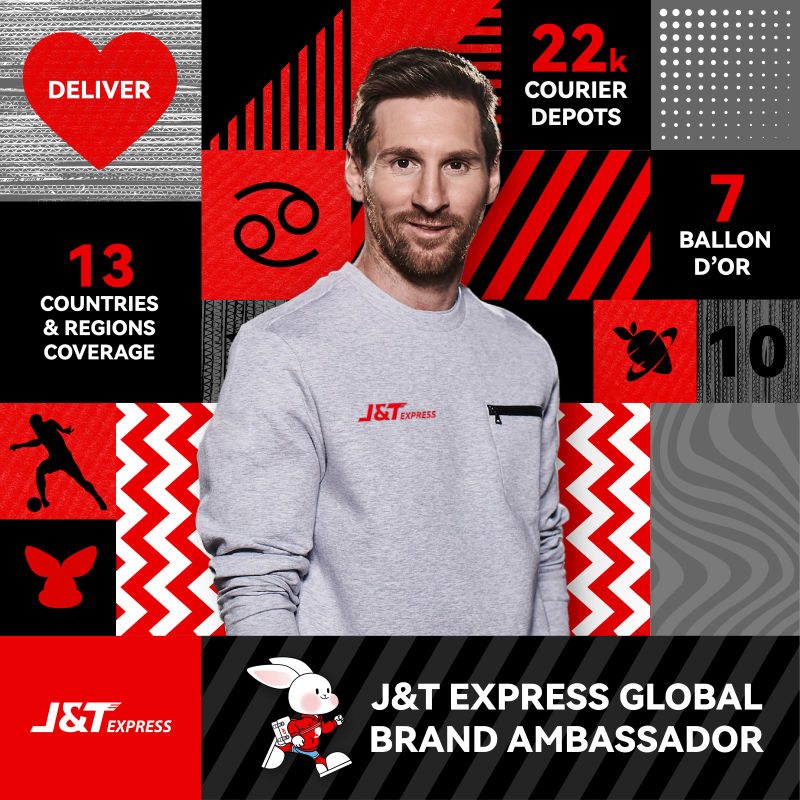 DELIVER
22k
COURIER
DEPOTS
7
BALLON
D’OR
13
COUNTRIES
& REGIONS
COVERAGE
10
J&T EXPRESS
J&T EXPRESS
J&T EXPRESS GLOBAL
BRAND AMBASSADOR